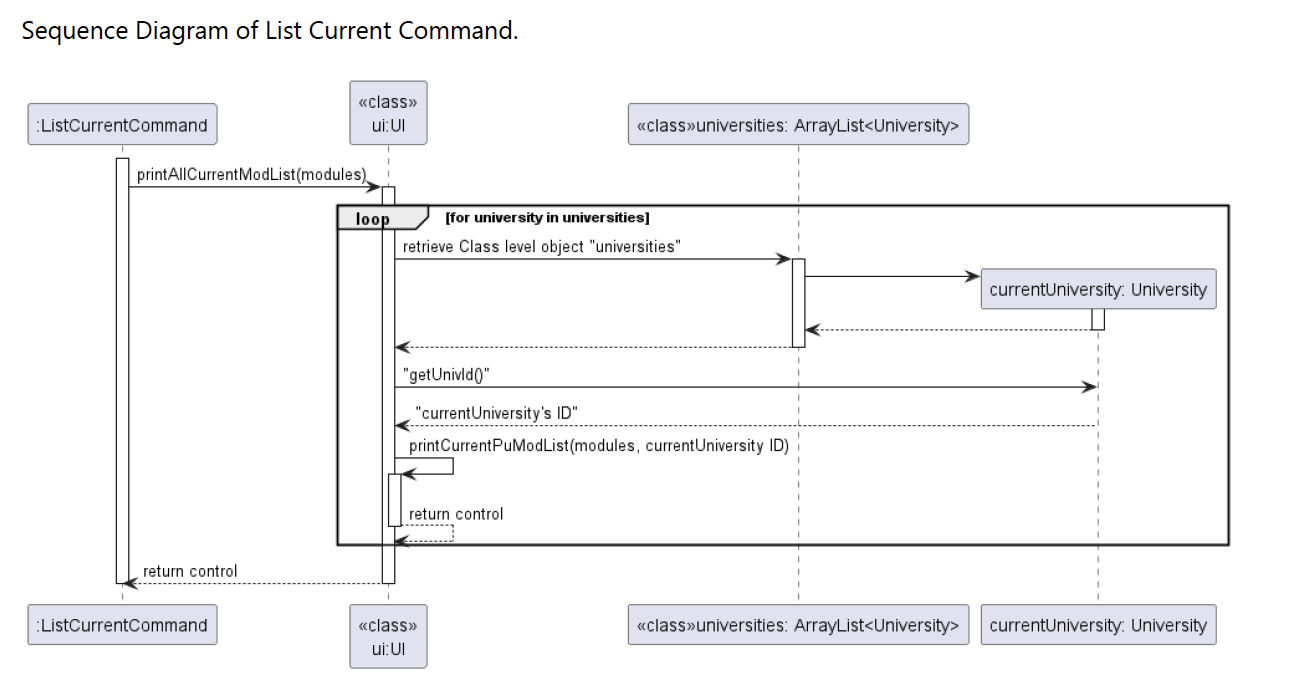 Sequence Diagram of List Current Command.
:ListCurrentCommand
«class»
ui:UI
«class»universities: ArrayList<University>
printAllCurrentModList(modules)
loop
[for university in universities]
retrieve Class level object "universities"
currentUniversity: University
"getUnivId()"
"currentUniversity's ID"
printCurrentPuModList(modules, currentUniversity ID)
return control
return control
:ListCurrentCommand
«class»
ui:UI
«class»universities: ArrayList<University>
currentUniversity: University